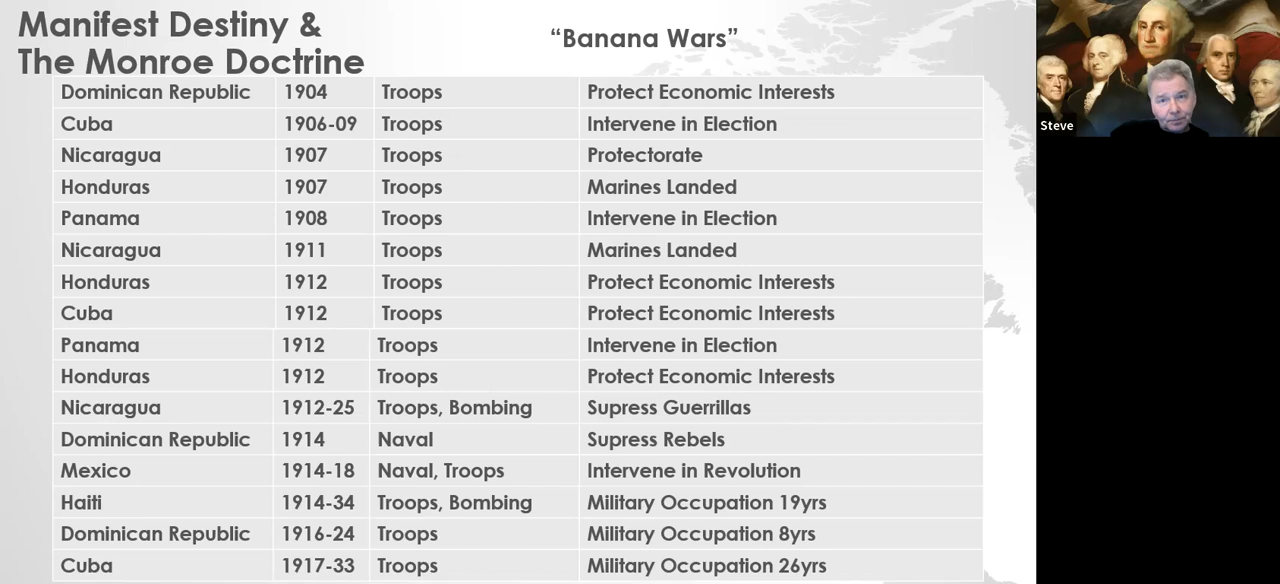 Manifest Destiny &
The Monroe Doctrine
“Banana Wars”
Dominican Republic 1904 Troops Protect Economic Interests
Cuba 1906-09 Troops Intervene in Election
Nicaragua 1907 Troops Protectorate
Honduras 1907 Troops Marines Landed
Panama 1908 Troops Intervene in Election
Nicaragua 1911 Troops Marines Landed
Honduras 1912 Troops Protect Economic Interests
Cuba 1912 Troops Protect Economic Interests
Panama 1912 Troops Intervene in Election
Honduras 1912 Troops Protect Economic Interests
Nicaragua 1912-25 Troops, Bombing Supress Guerrillas
Dominican Republic 1914 Naval Supress Rebels
Mexico 1914-18 Naval, Troops Intervene in Revolution
Haiti 1914-34 Troops, Bombing Military Occupation 19yrs
Dominican Republic 1916-24 Troops Military Occupation 8yrs
Cuba 1917-33 Troops Military Occupation 26yrs
Steve